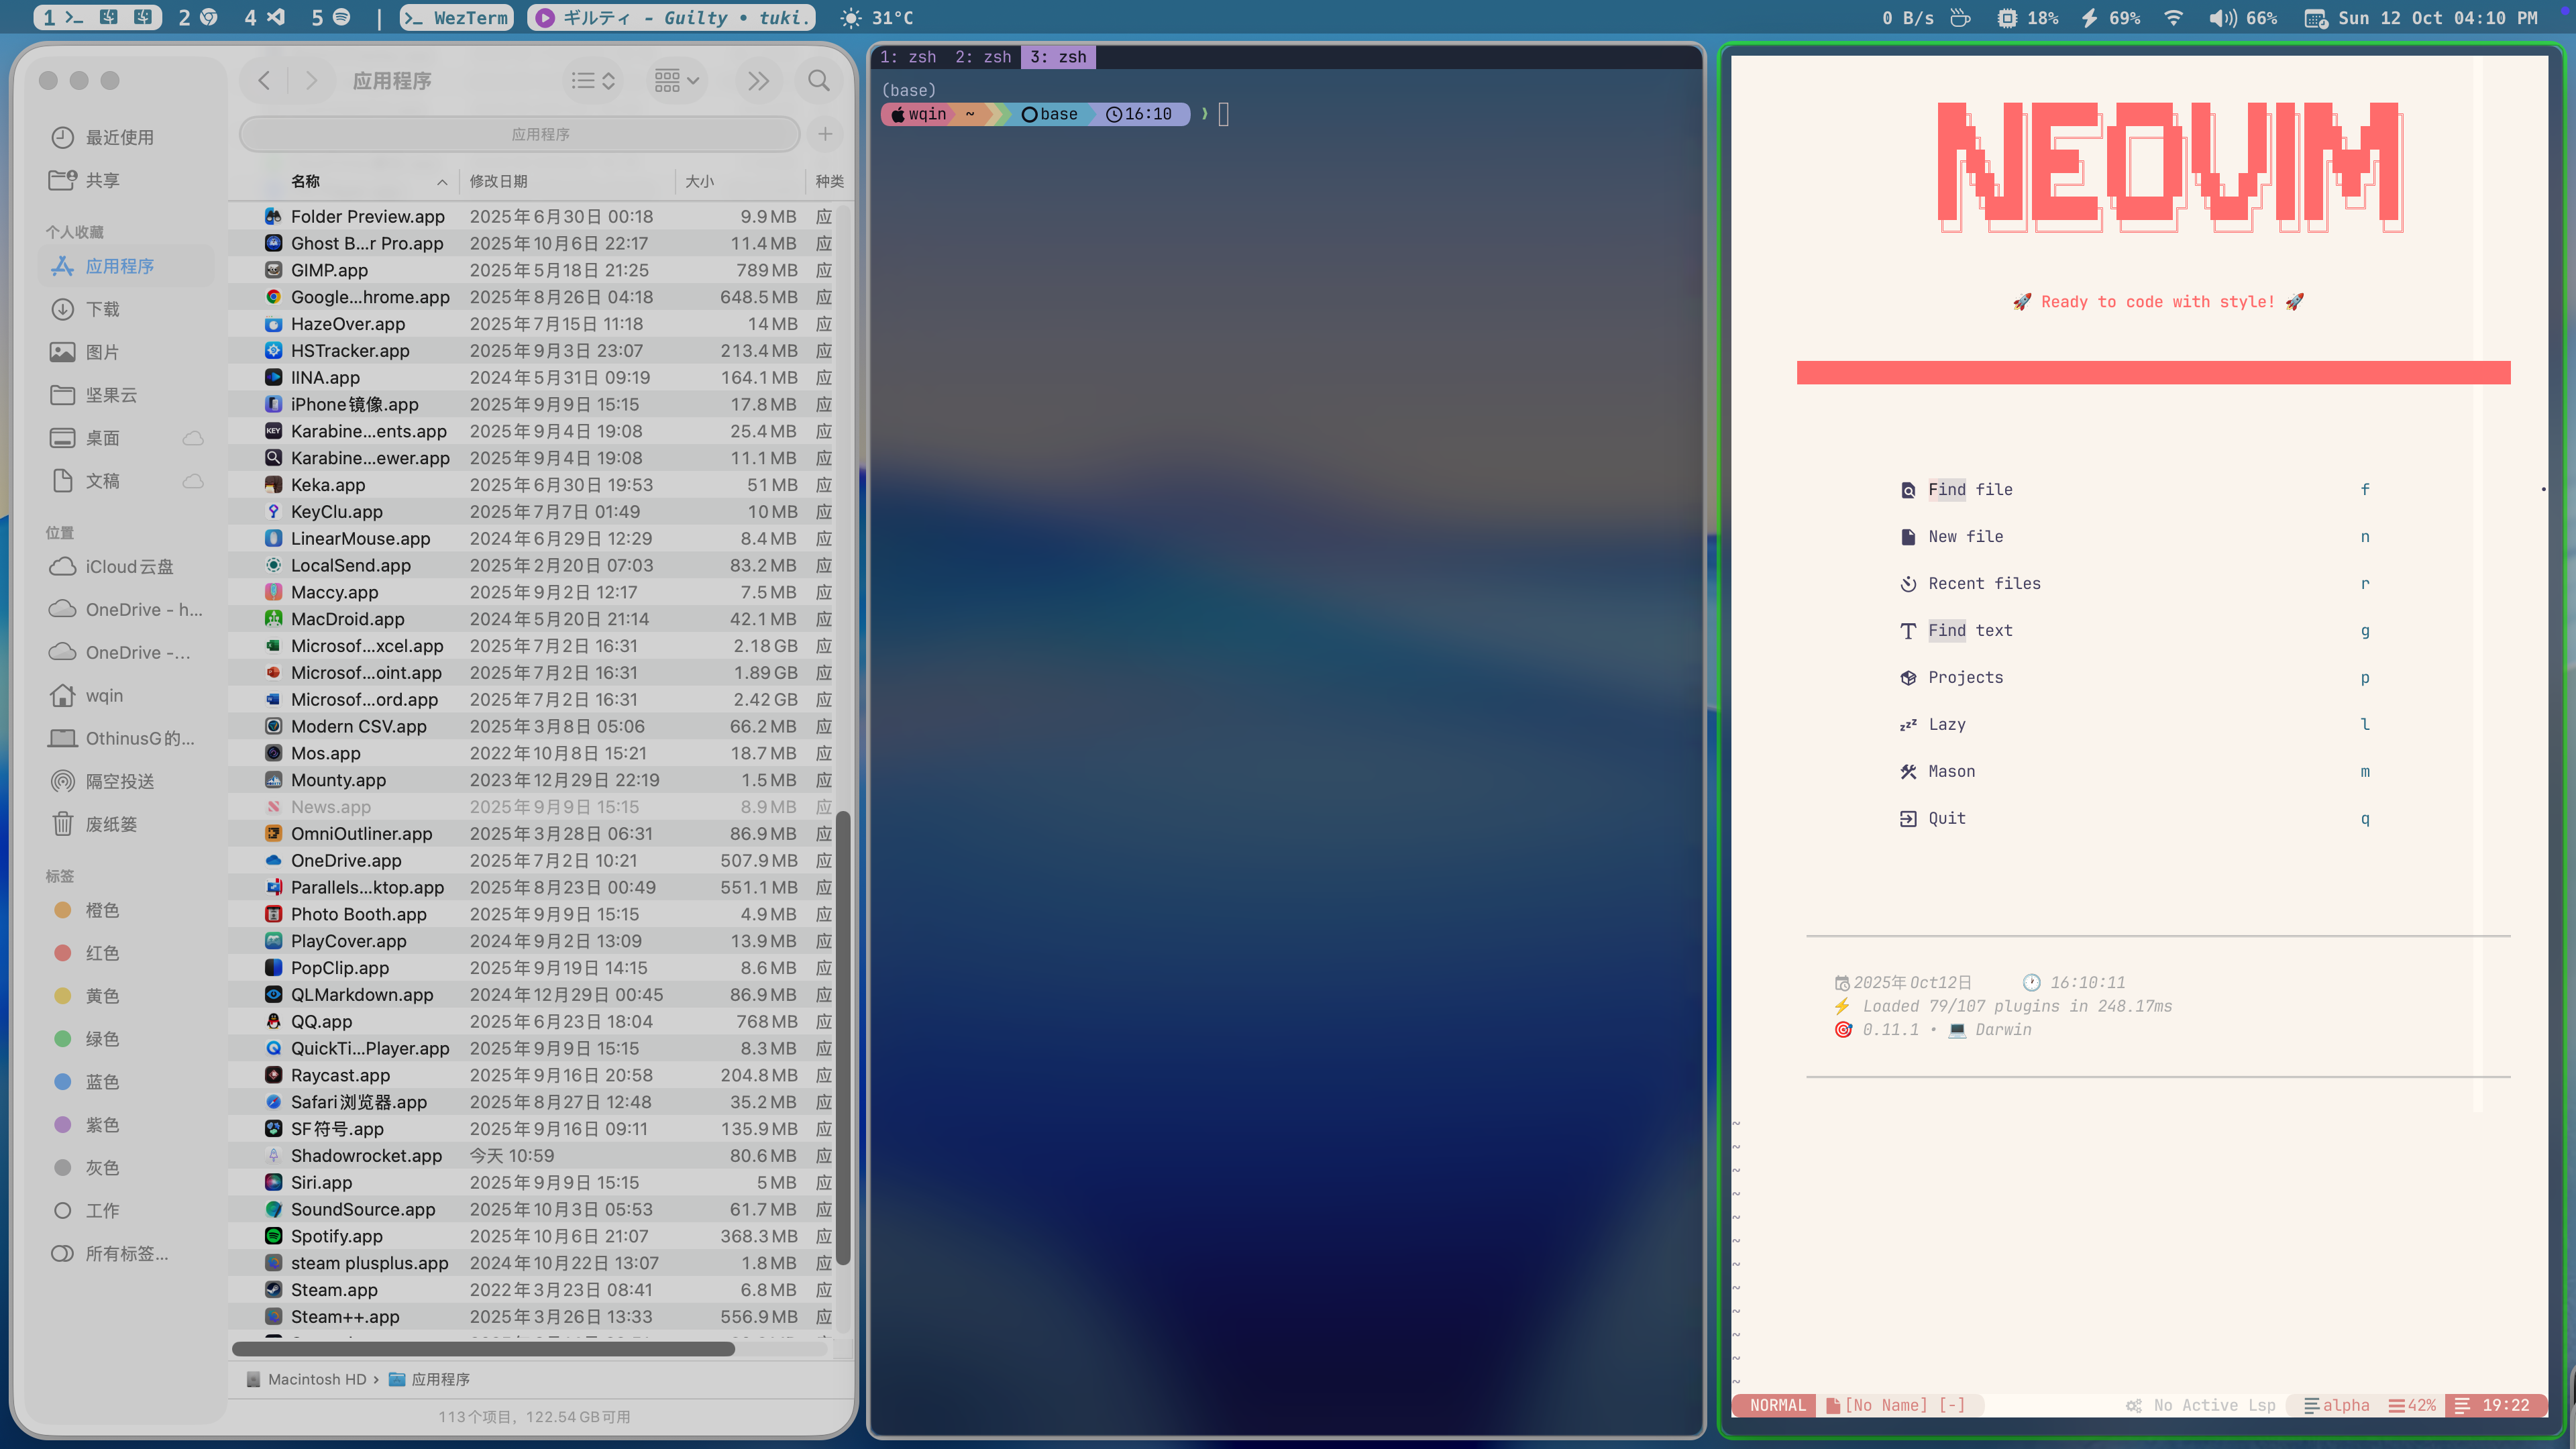 1 2 4 5 | WezTerm ギルティ - Guilty • tuki. 31°C 0 B/s 18% 69% 66% Sun 12 Oct 04:10 PM
应用程序
应用程序
最近使用
共享
个人收藏
应用程序
下载
图片
坚果云
桌面
文稿
位置
iCloud云盘
OneDrive - h...
OneDrive -...
wqin
OthinusG的...
隔空投送
废纸篓
标签
橙色
红色
黄色
绿色
蓝色
紫色
灰色
工作
所有标签...
名称 修改日期 大小 种类
Folder Preview.app 2025年6月30日 00:18 9.9 MB 应
Ghost B...r Pro.app 2025年10月6日 22:17 11.4 MB 应
GIMP.app 2025年5月18日 21:25 789 MB 应
Google...hrome.app 2025年8月26日 04:18 648.5 MB 应
HazeOver.app 2025年7月15日 11:18 14 MB 应
HSTracker.app 2025年9月3日 23:07 213.4 MB 应
IINA.app 2024年5月31日 09:19 164.1 MB 应
iPhone镜像.app 2025年9月9日 15:15 17.8 MB 应
Karabine...ents.app 2025年9月4日 19:08 25.4 MB 应
Karabine...ewer.app 2025年9月4日 19:08 11.1 MB 应
Keka.app 2025年6月30日 19:53 51 MB 应
KeyClu.app 2025年7月7日 01:49 10 MB 应
LinearMouse.app 2024年6月29日 12:29 8.4 MB 应
LocalSend.app 2025年2月20日 07:03 83.2 MB 应
Maccy.app 2025年9月2日 12:17 7.5 MB 应
MacDroid.app 2024年5月20日 21:14 42.1 MB 应
Microsof...xcel.app 2025年7月2日 16:31 2.18 GB 应
Microsof...oint.app 2025年7月2日 16:31 1.89 GB 应
Microsof...ord.app 2025年7月2日 16:31 2.42 GB 应
Modern CSV.app 2025年3月8日 05:06 66.2 MB 应
Mos.app 2022年10月8日 15:21 18.7 MB 应
Mounty.app 2023年12月29日 22:19 1.5 MB 应
News.app 2025年9月9日 15:15 8.9 MB 应
OmniOutliner.app 2025年3月28日 06:31 86.9 MB 应
OneDrive.app 2025年7月2日 10:21 507.9 MB 应
Parallels...ktop.app 2025年8月23日 00:49 551.1 MB 应
Photo Booth.app 2025年9月9日 15:15 4.9 MB 应
PlayCover.app 2024年9月2日 13:09 13.9 MB 应
PopClip.app 2025年9月19日 14:15 8.6 MB 应
QLMarkdown.app 2024年12月29日 00:45 86.9 MB 应
QQ.app 2025年6月23日 18:04 768 MB 应
QuickTi...Player.app 2025年9月9日 15:15 8.3 MB 应
Raycast.app 2025年9月16日 20:58 204.8 MB 应
Safari浏览器.app 2025年8月27日 12:48 35.2 MB 应
SF符号.app 2025年9月16日 09:11 135.9 MB 应
Shadowrocket.app 今天 10:59 80.6 MB 应
Siri.app 2025年9月9日 15:15 5 MB 应
SoundSource.app 2025年10月3日 05:53 61.7 MB 应
Spotify.app 2025年10月6日 21:07 368.3 MB 应
steam plusplus.app 2024年10月22日 13:07 1.8 MB 应
Steam.app 2022年3月23日 08:41 6.8 MB 应
Steam++.app 2025年3月26日 13:33 556.9 MB 应
Macintosh HD › 应用程序
113个项目，122.54 GB可用
1: zsh 2: zsh 3: zsh
(base)
wqin ~ base 16:10 ❯
NEOVIM
🚀 Ready to code with style! 🚀
Find file f
New file n
Recent files r
Find text g
Projects p
Lazy l
Mason m
Quit q
2025年Oct12日 🕐 16:10:11
⚡ Loaded 79/107 plugins in 248.17ms
🎯 0.11.1 • 💻 Darwin
~
~
~
~
~
~
~
~
~
~
~
~
NORMAL [No Name] [-] No Active Lsp alpha 42% 19:22